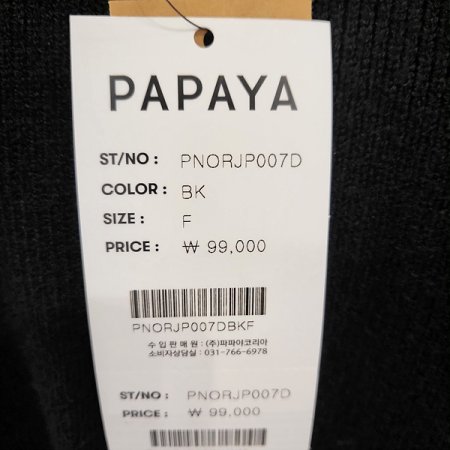 PAPAYA
ST/NO : PNORJP007D
COLOR : BK
SIZE : F
PRICE : ₩ 99,000
PNORJP007DBKF
수 입 판 매 원 : (주)파파야코리아
소비자상담실 : 031-766-6978
ST/NO : PNORJP007D
PRICE : ₩ 99,000